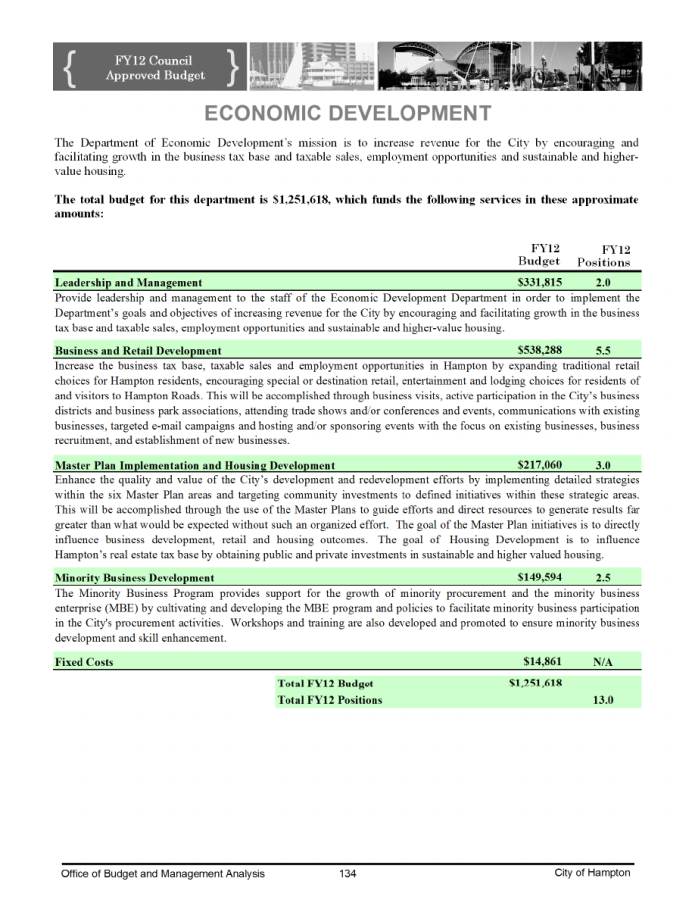 FY12 Council
Approved Budget
ECONOMIC DEVELOPMENT
The Department of Economic Development's mission is to increase revenue for the City by encouraging and
facilitating growth in the business tax base and taxable sales, employment opportunities and sustainable and higher-
value housing.
The total budget for this department is $1,251,618, which funds the following services in these approximate
amounts:
FY12 Budget FY12 Positions
Leadership and Management $331,815 2.0
Provide leadership and management to the staff of the Economic Development Department in order to implement the
Department's goals and objectives of increasing revenue for the City by encouraging and facilitating growth in the business
tax base and taxable sales, employment opportunities and sustainable and higher-value housing.
Business and Retail Development $538,288 5.5
Increase the business tax base, taxable sales and employment opportunities in Hampton by expanding traditional retail
choices for Hampton residents, encouraging special or destination retail, entertainment and lodging choices for residents of
and visitors to Hampton Roads. This will be accomplished through business visits, active participation in the City's business
districts and business park associations, attending trade shows and/or conferences and events, communications with existing
businesses, targeted e-mail campaigns and hosting and/or sponsoring events with the focus on existing businesses, business
recruitment, and establishment of new businesses.
Master Plan Implementation and Housing Development $217,060 3.0
Enhance the quality and value of the City's development and redevelopment efforts by implementing detailed strategies
within the six Master Plan areas and targeting community investments to defined initiatives within these strategic areas.
This will be accomplished through the use of the Master Plans to guide efforts and direct resources to generate results far
greater than what would be expected without such an organized effort. The goal of the Master Plan initiatives is to directly
influence business development, retail and housing outcomes. The goal of Housing Development is to influence
Hampton's real estate tax base by obtaining public and private investments in sustainable and higher valued housing.
Minority Business Development $149,594 2.5
The Minority Business Program provides support for the growth of minority procurement and the minority business
enterprise (MBE) by cultivating and developing the MBE program and policies to facilitate minority business participation
in the City's procurement activities. Workshops and training are also developed and promoted to ensure minority business
development and skill enhancement.
Fixed Costs $14,861 N/A
Total FY12 Budget $1,251,618
Total FY12 Positions 13.0
Office of Budget and Management Analysis 134 City of Hampton